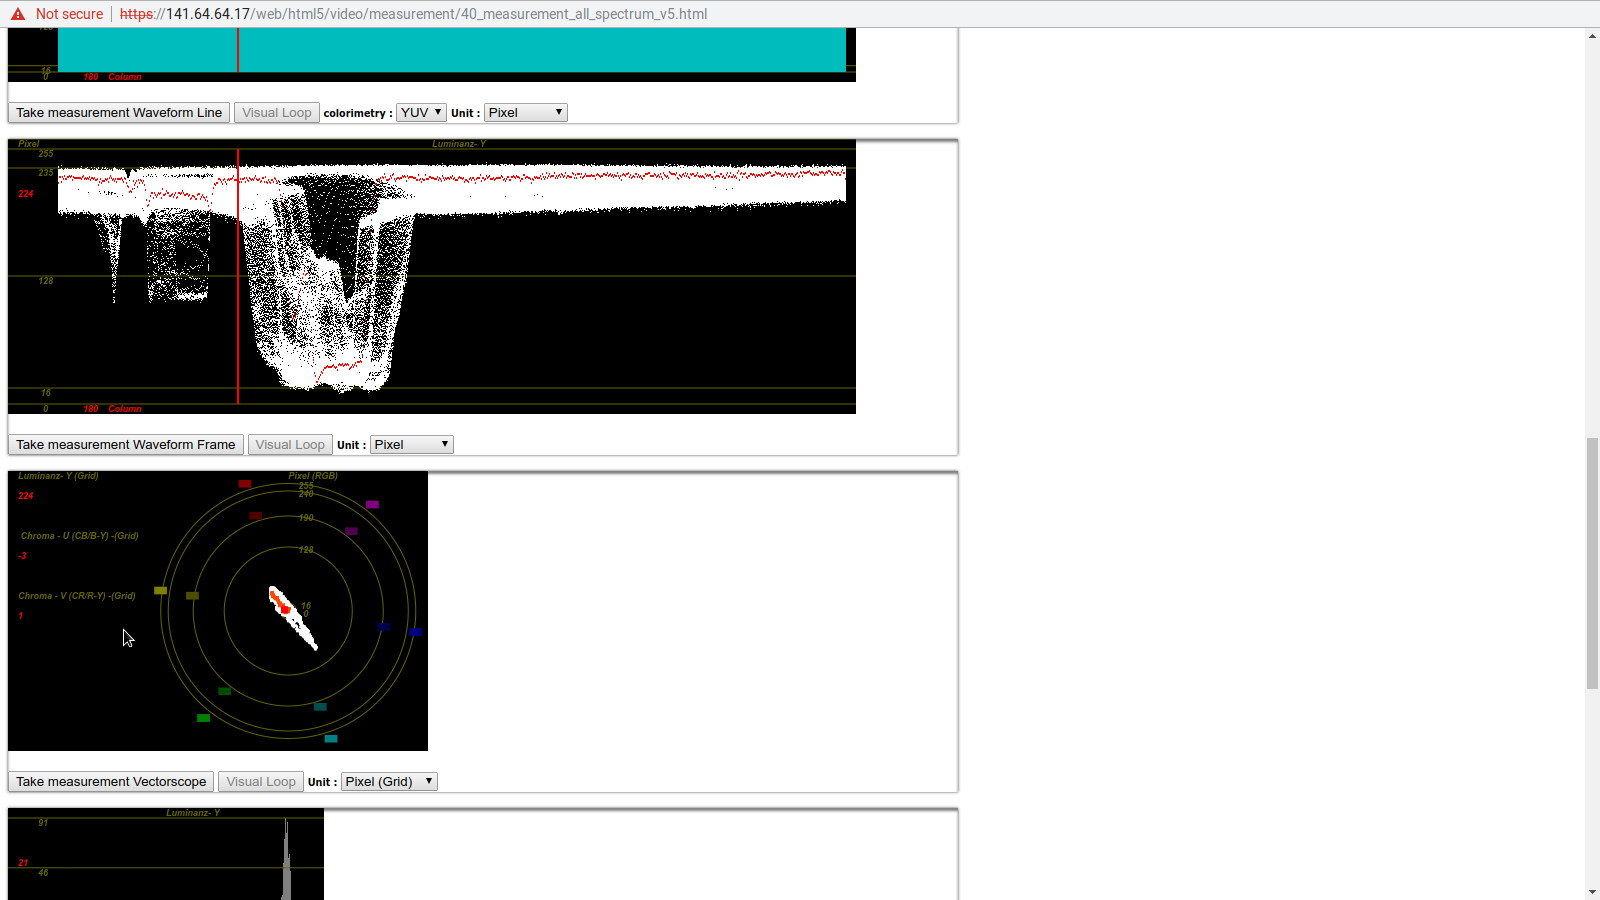 Not secure https://141.64.64.17/web/html5/video/measurement/40_measurement_all_spectrum_v5.html
16
0 180 Column
Take measurement Waveform Line Visual Loop colorimetry : YUV Unit : Pixel
Pixel Luminanz- Y
255
235
224
128
16
0 180 Column
Take measurement Waveform Frame Visual Loop Unit : Pixel
Luminanz- Y (Grid) Pixel (RGB)
255
240
224
190
Chroma - U (CB/B-Y) -(Grid)
128
-3
Chroma - V (CR/R-Y) -(Grid)
16
0
1
Take measurement Vectorscope Visual Loop Unit : Pixel (Grid)
Luminanz- Y
91
21
46